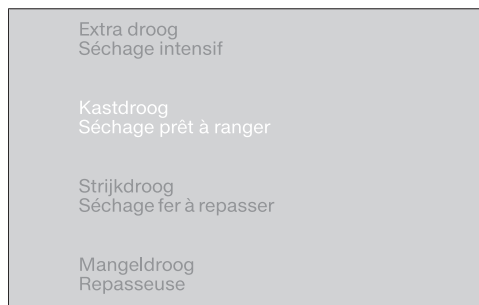 Extra droog
Séchage intensif
Kastdroog
Séchage prêt à ranger
Strijkdroog
Séchage fer à repasser
Mangeldroog
Repasseuse